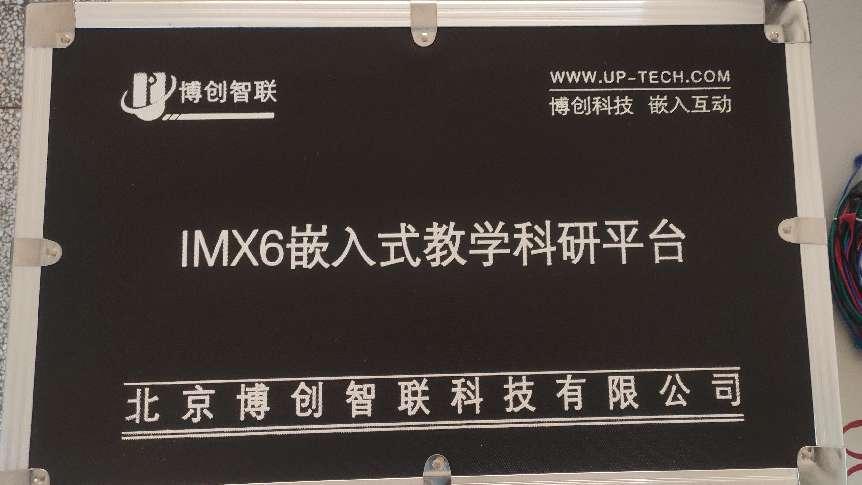 博创智联
WWW.UP-TECH.COM
博创科技 嵌入互动
IMX6嵌入式教学科研平台
北京博创智联科技有限公司